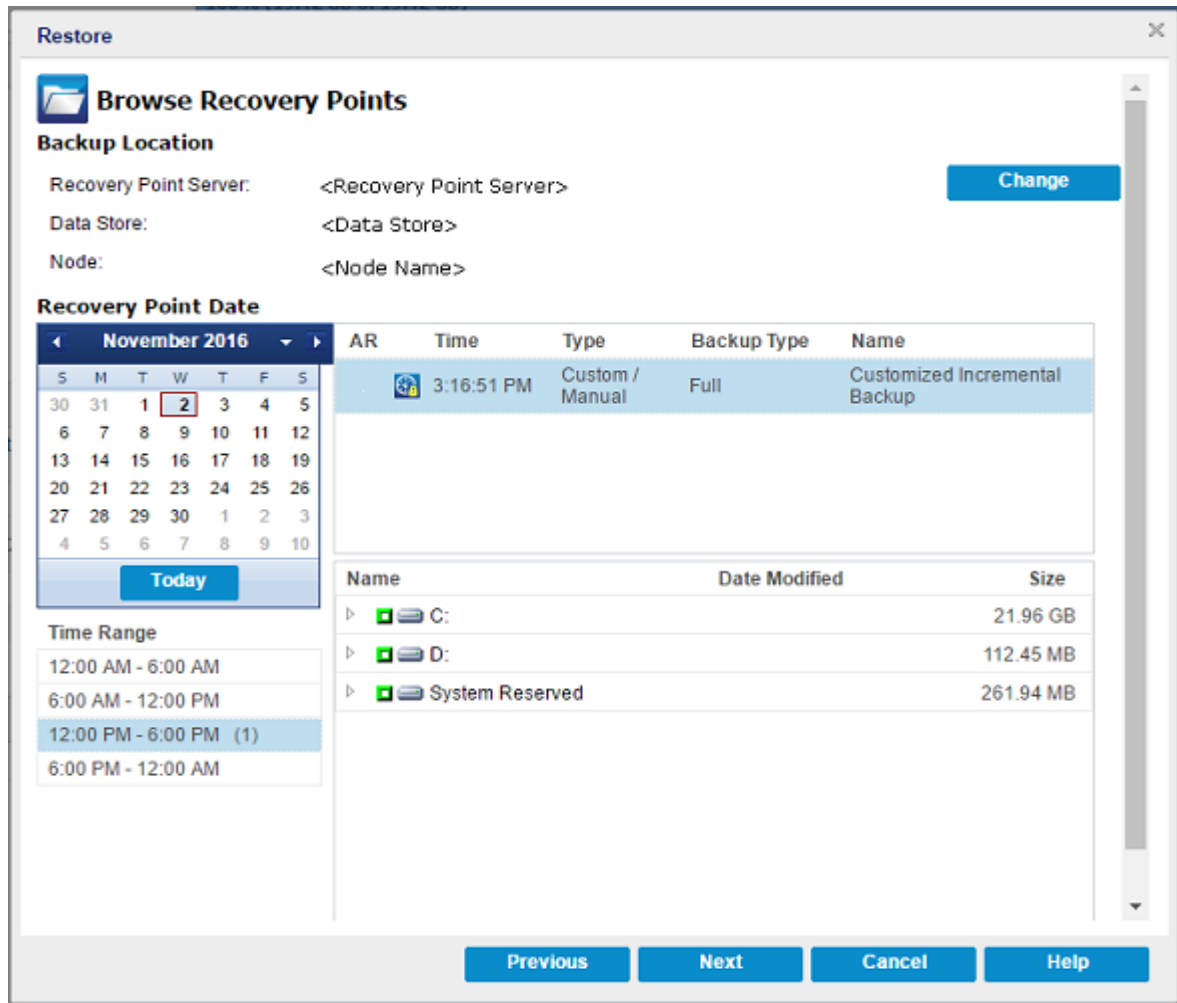 Restore
Browse Recovery Points
Backup Location
Recovery Point Server: <Recovery Point Server> Change
Data Store: <Data Store>
Node: <Node Name>
Recovery Point Date
November 2016
S M T W T F S
30 31 1 2 3 4 5
6 7 8 9 10 11 12
13 14 15 16 17 18 19
20 21 22 23 24 25 26
27 28 29 30 1 2 3
4 5 6 7 8 9 10
Today
Time Range
12:00 AM - 6:00 AM
6:00 AM - 12:00 PM
12:00 PM - 6:00 PM (1)
6:00 PM - 12:00 AM
AR Time Type Backup Type Name
3:16:51 PM Custom / Manual Full Customized Incremental Backup
Name Date Modified Size
C: 21.96 GB
D: 112.45 MB
System Reserved 261.94 MB
Previous Next Cancel Help